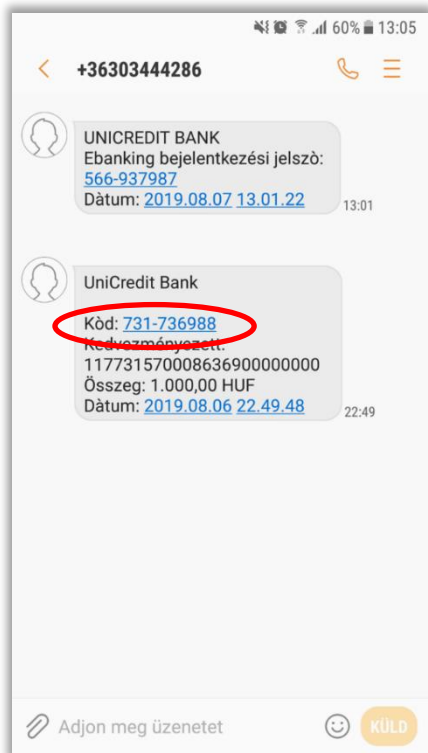 60% 13:05
+36303444286
UNICREDIT BANK
Ebanking bejelentkezési jelszò:
566-937987
Dàtum: 2019.08.07 13.01.22
13:01
UniCredit Bank
Kòd: 731-736988
Kedvezményezett:
117731570008636900000000
Összeg: 1.000,00 HUF
Dàtum: 2019.08.06 22.49.48
22:49
Adjon meg üzenetet
KÜLD